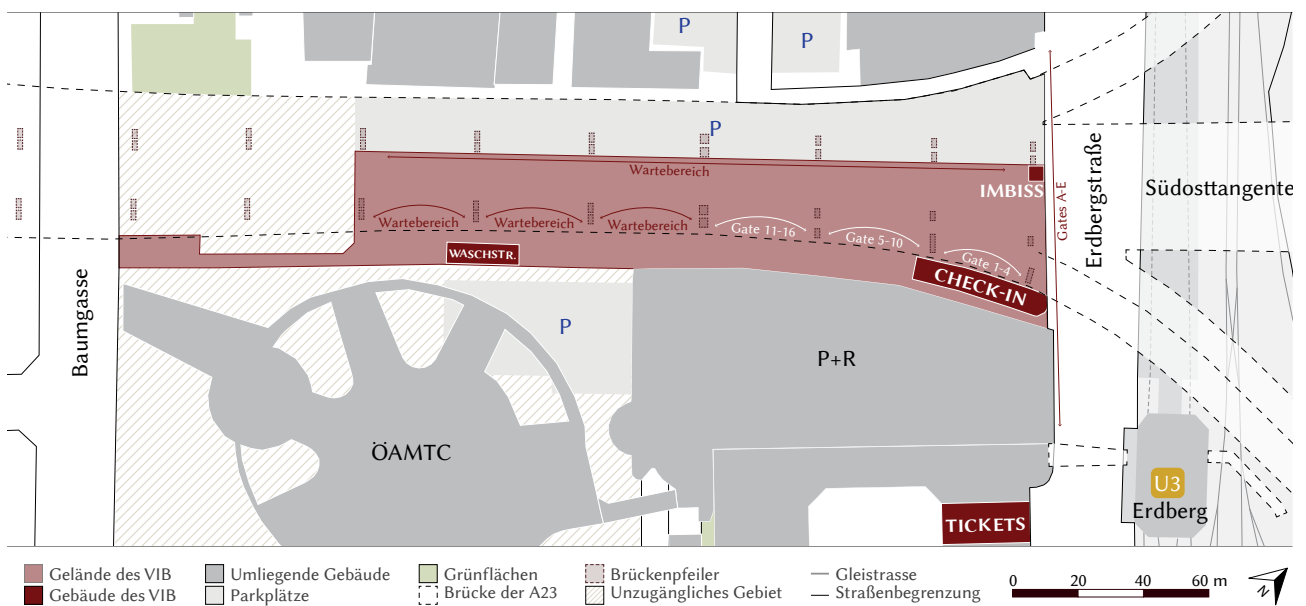 P
P
P
Wartebereich
IMBISS
Gates A-E
Erdbergstraße
Südosttangente
Wartebereich
Wartebereich
Wartebereich
Gate 11-16
Gate 5-10
Gate 1-4
WASCHSTR.
CHECK-IN
Baumgasse
P
P+R
ÖAMTC
U3
Erdberg
TICKETS
Gelände des VIB
Umliegende Gebäude
Grünflächen
Brückenpfeiler
Gleistrasse
Gebäude des VIB
Parkplätze
Brücke der A23
Unzugängliches Gebiet
Straßenbegrenzung
0 20 40 60 m
N